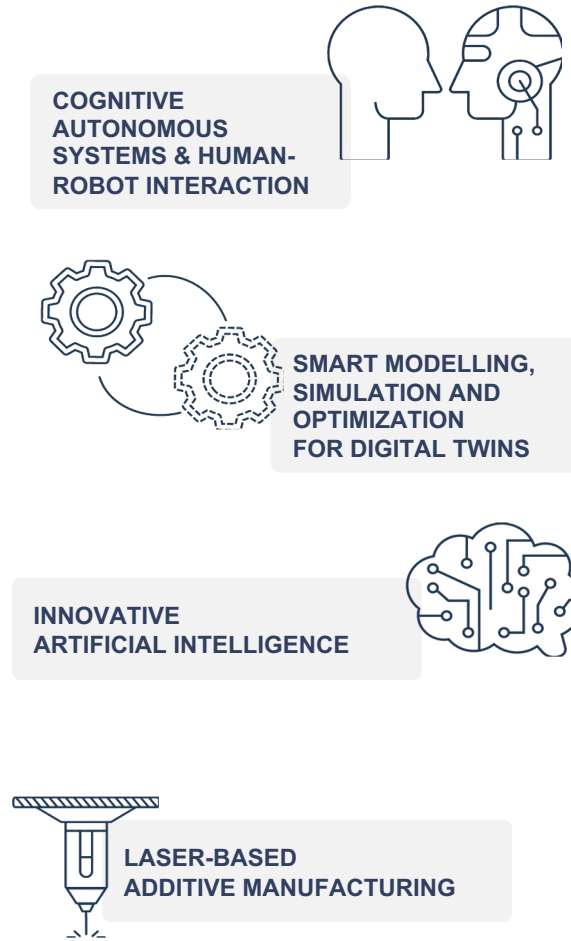 COGNITIVE
AUTONOMOUS
SYSTEMS & HUMAN-
ROBOT INTERACTION
SMART MODELLING,
SIMULATION AND
OPTIMIZATION
FOR DIGITAL TWINS
INNOVATIVE
ARTIFICIAL INTELLIGENCE
LASER-BASED
ADDITIVE MANUFACTURING